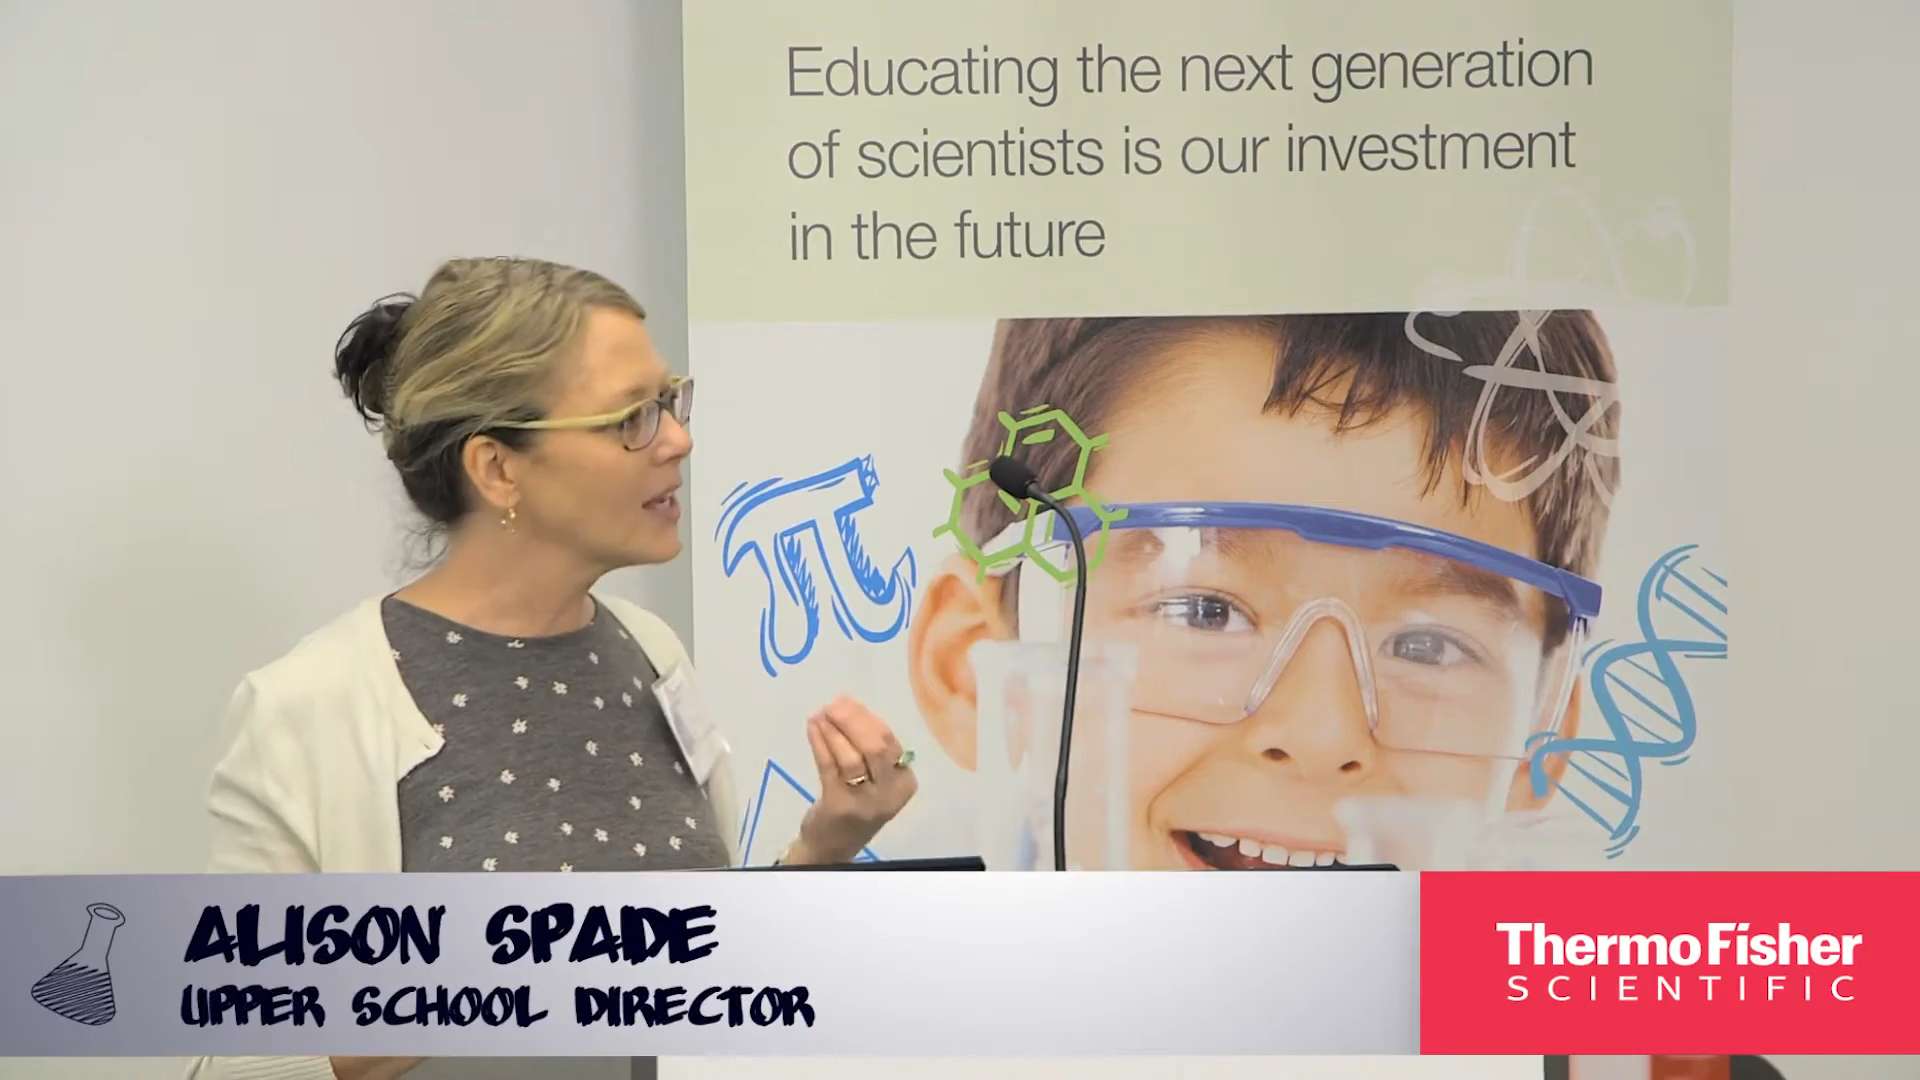 Educating the next generation
of scientists is our investment
in the future
π
ALISON SPADE
UPPER SCHOOL DIRECTOR
ThermoFisher
SCIENTIFIC